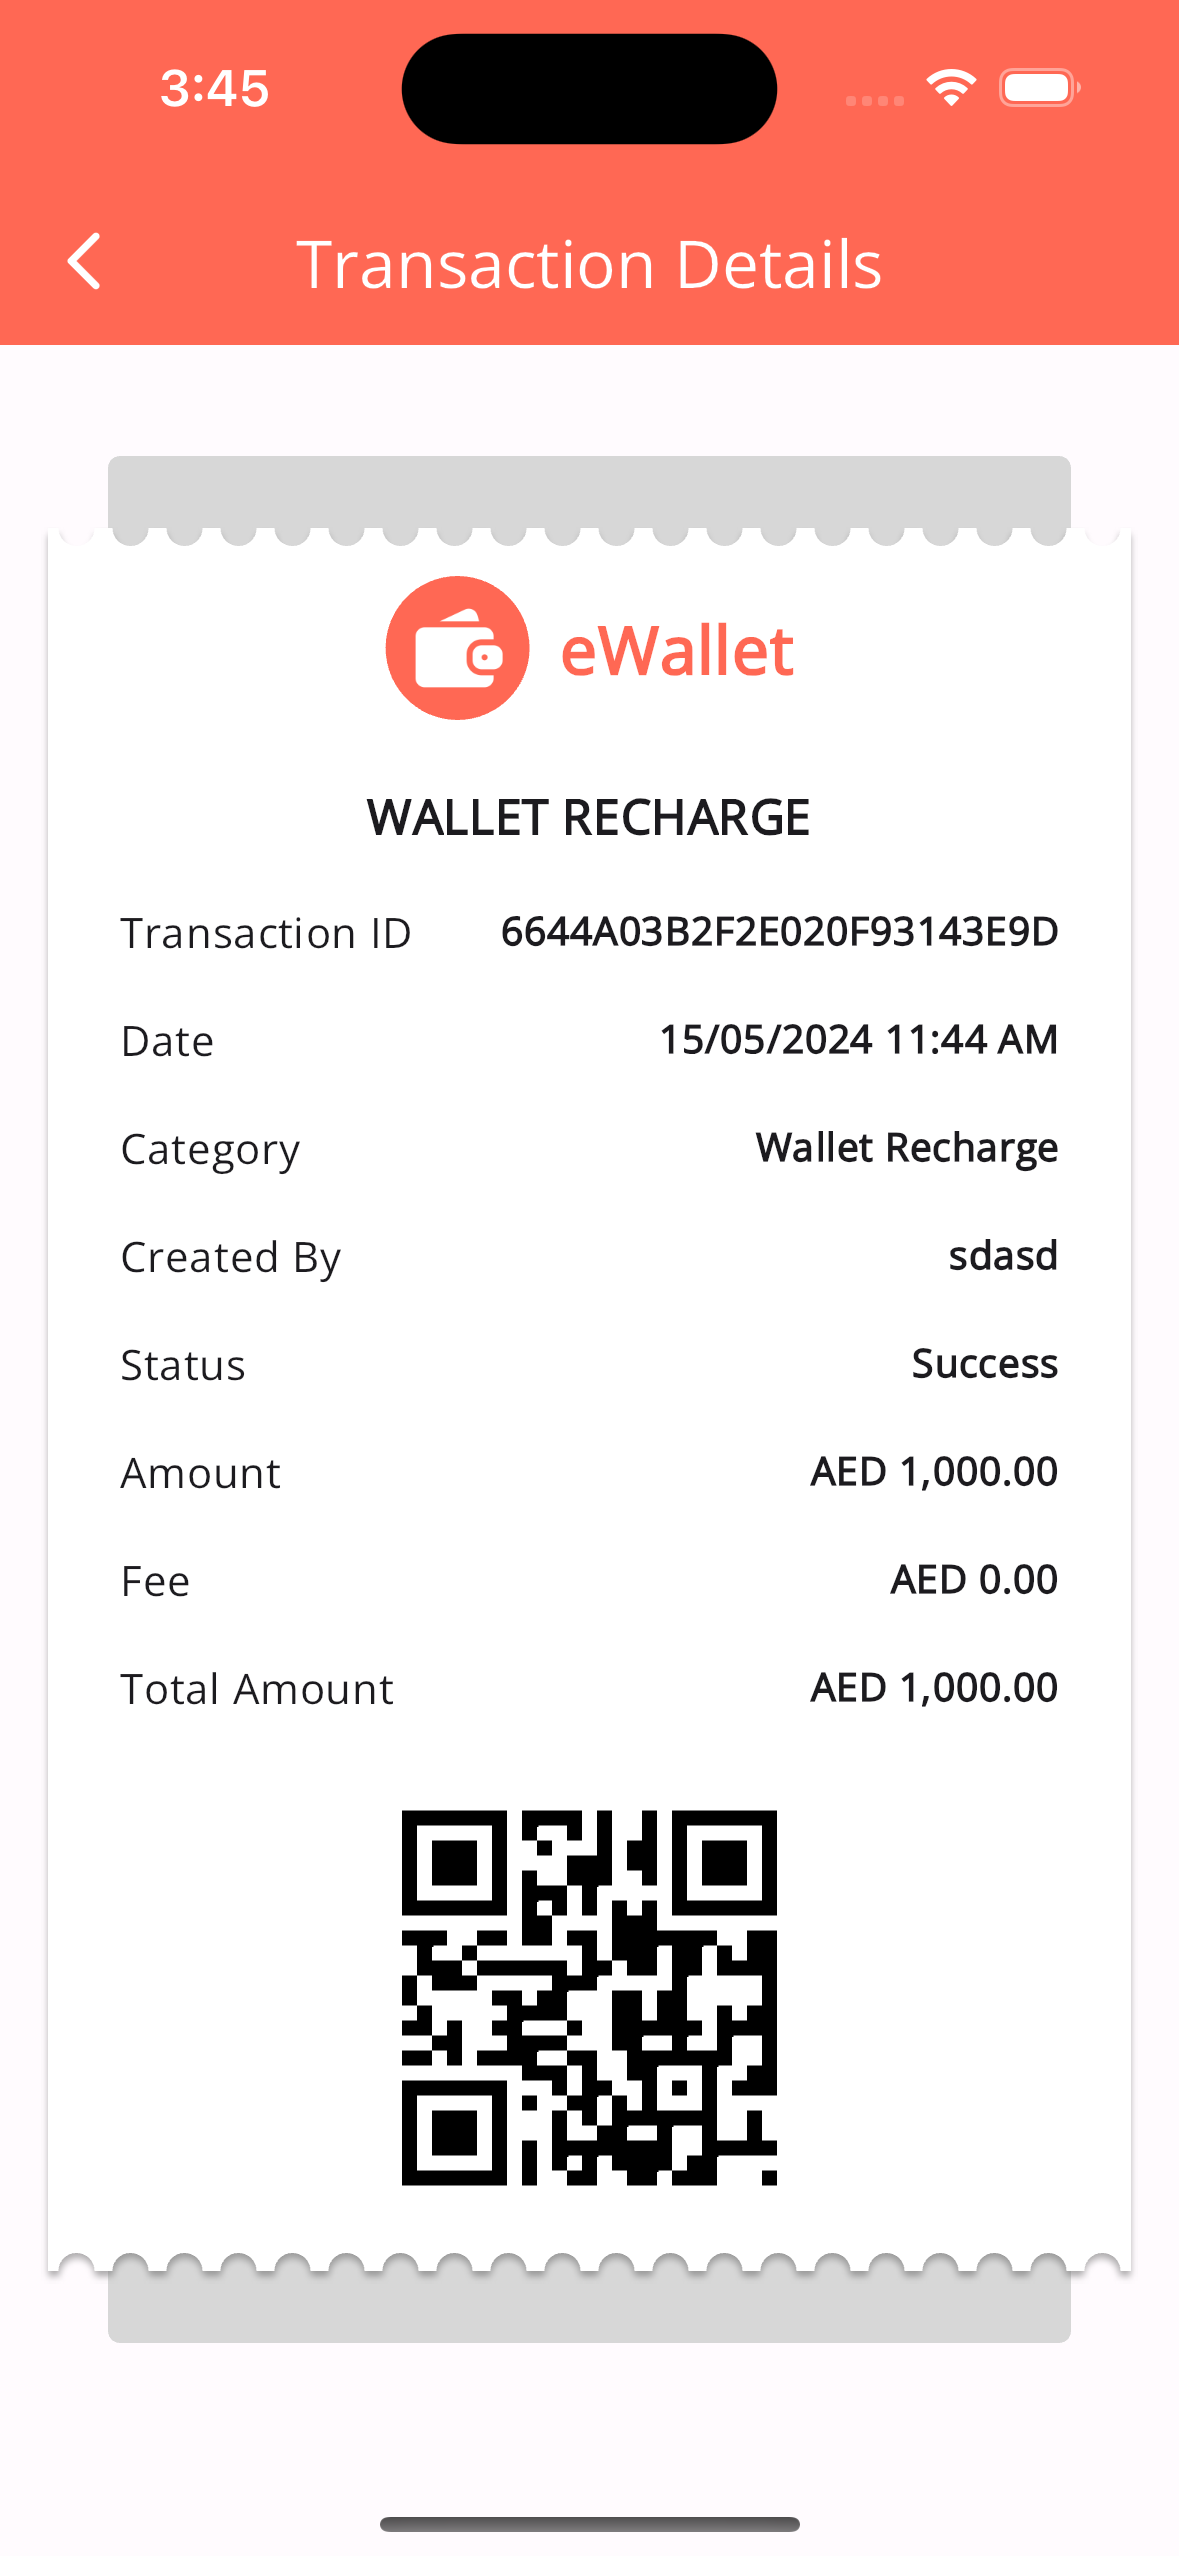 3:45
Transaction Details
eWallet
WALLET RECHARGE
Transaction ID 6644A03B2F2E020F93143E9D
Date 15/05/2024 11:44 AM
Category Wallet Recharge
Created By sdasd
Status Success
Amount AED 1,000.00
Fee AED 0.00
Total Amount AED 1,000.00